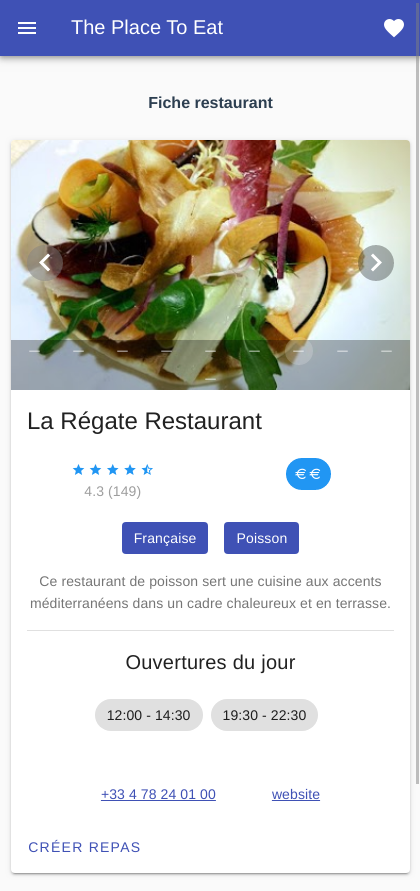 The Place To Eat
Fiche restaurant
La Régate Restaurant
4.3 (149)
€€
Française Poisson
Ce restaurant de poisson sert une cuisine aux accents
méditerranéens dans un cadre chaleureux et en terrasse.
Ouvertures du jour
12:00 - 14:30 19:30 - 22:30
+33 4 78 24 01 00 website
CRÉER REPAS